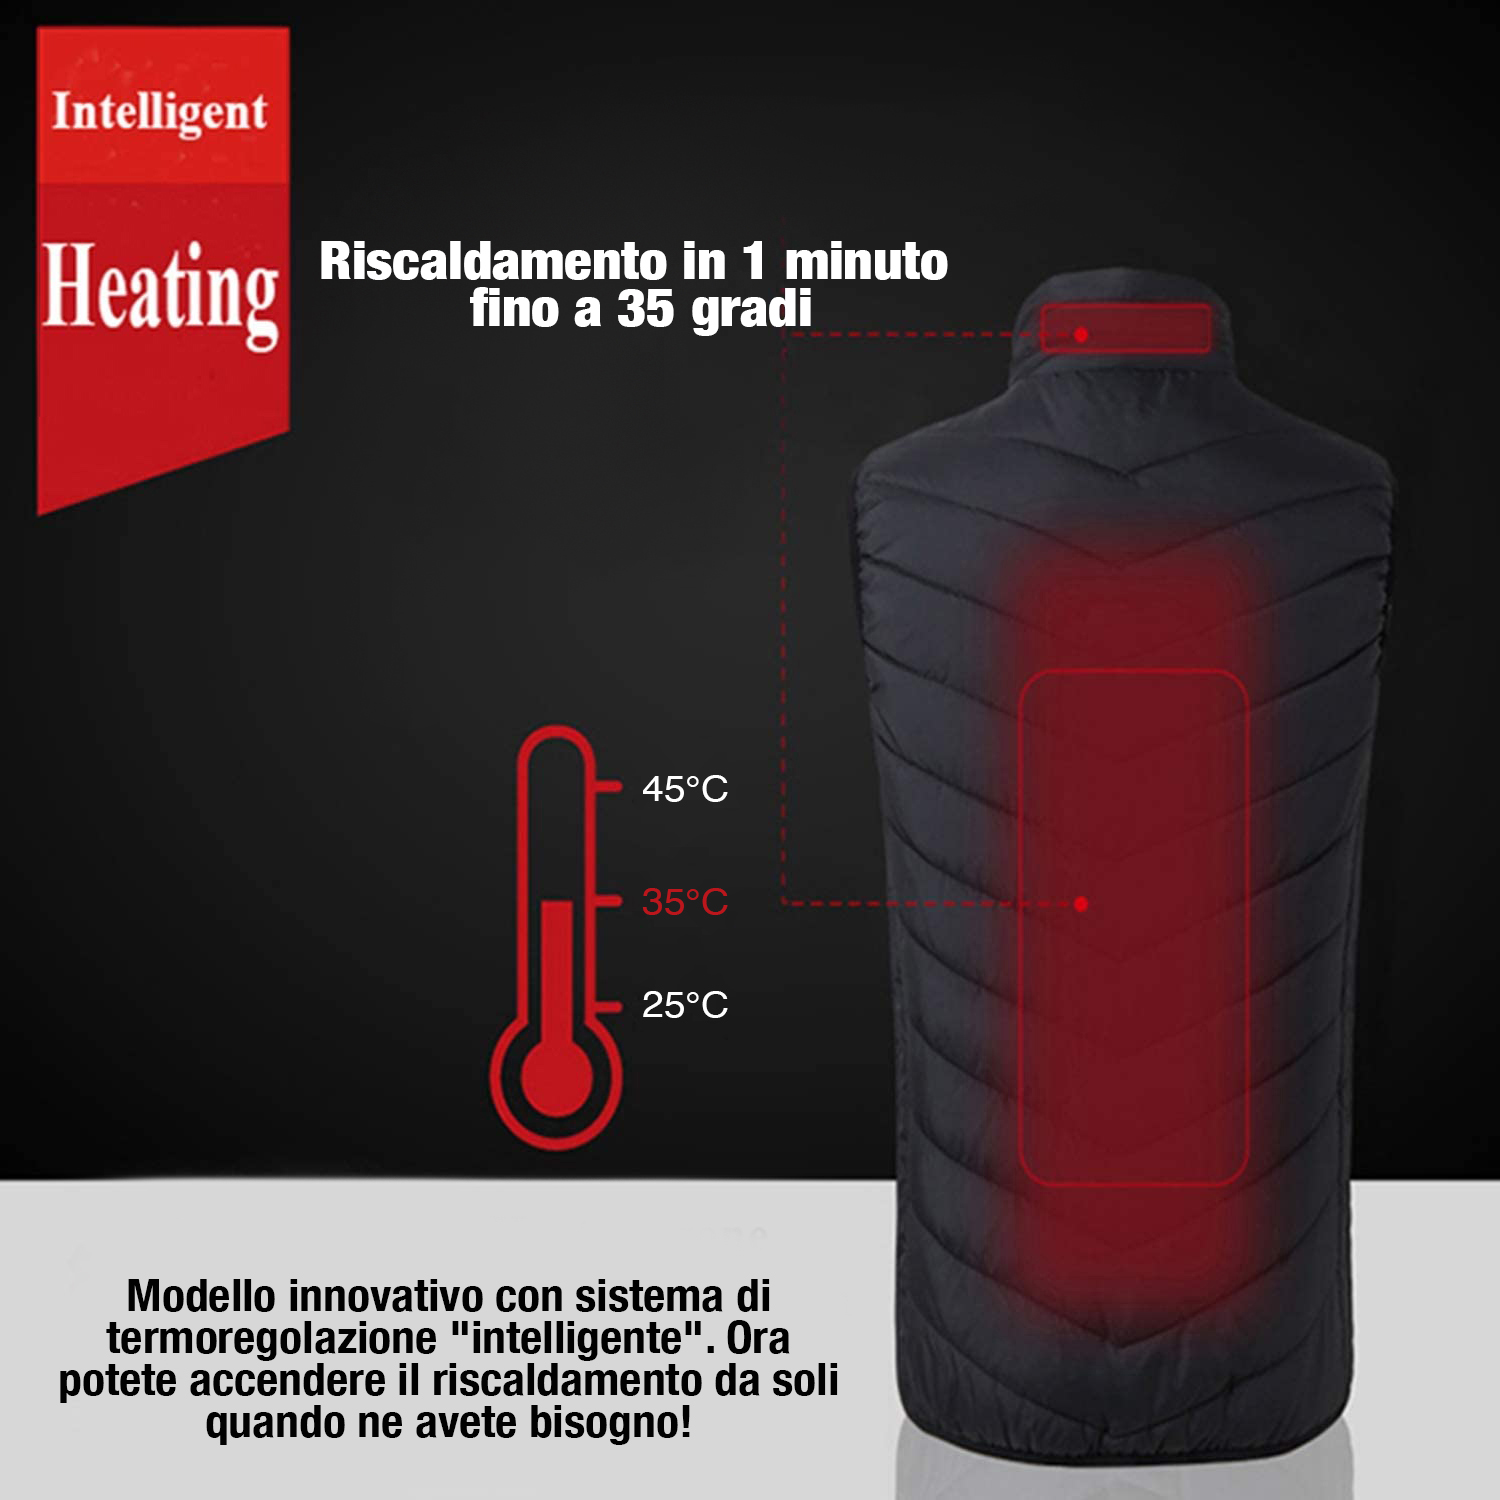 Intelligent
Heating
Riscaldamento in 1 minuto
fino a 35 gradi
45°C
35°C
25°C
Modello innovativo con sistema di
termoregolazione "intelligente". Ora
potete accendere il riscaldamento da soli
quando ne avete bisogno!